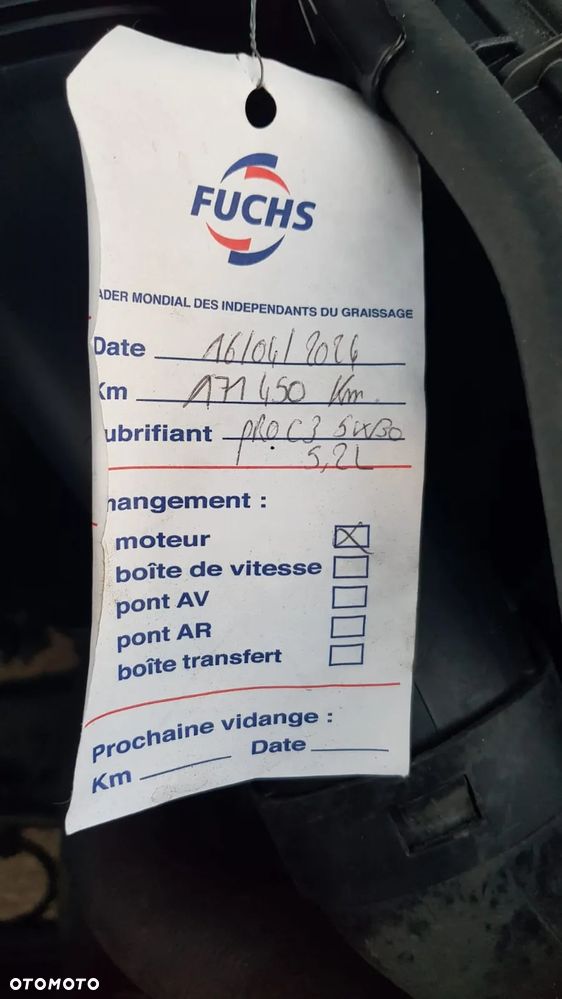 FUCHS
ADER MONDIAL DES INDEPENDANTS DU GRAISSAGE
Date 16/04/2024
Km 171 450 Km
ubrifiant PRO C3 5W30
5,2L
hangement :
moteur
boîte de vitesse
pont AV
pont AR
boîte transfert
Prochaine vidange :
Km Date
OTOMOTO